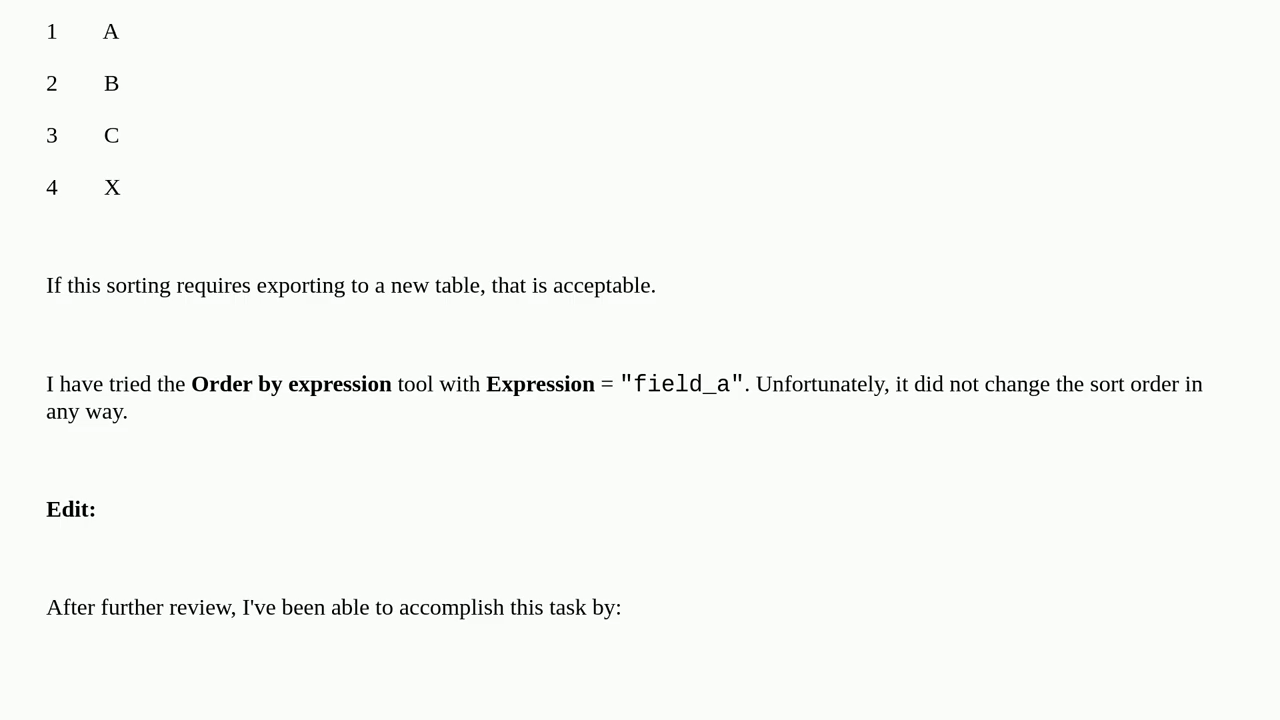 1 A
2 B
3 C
4 X
If this sorting requires exporting to a new table, that is acceptable.
I have tried the Order by expression tool with Expression = "field_a". Unfortunately, it did not change the sort order in
any way.
Edit:
After further review, I've been able to accomplish this task by: